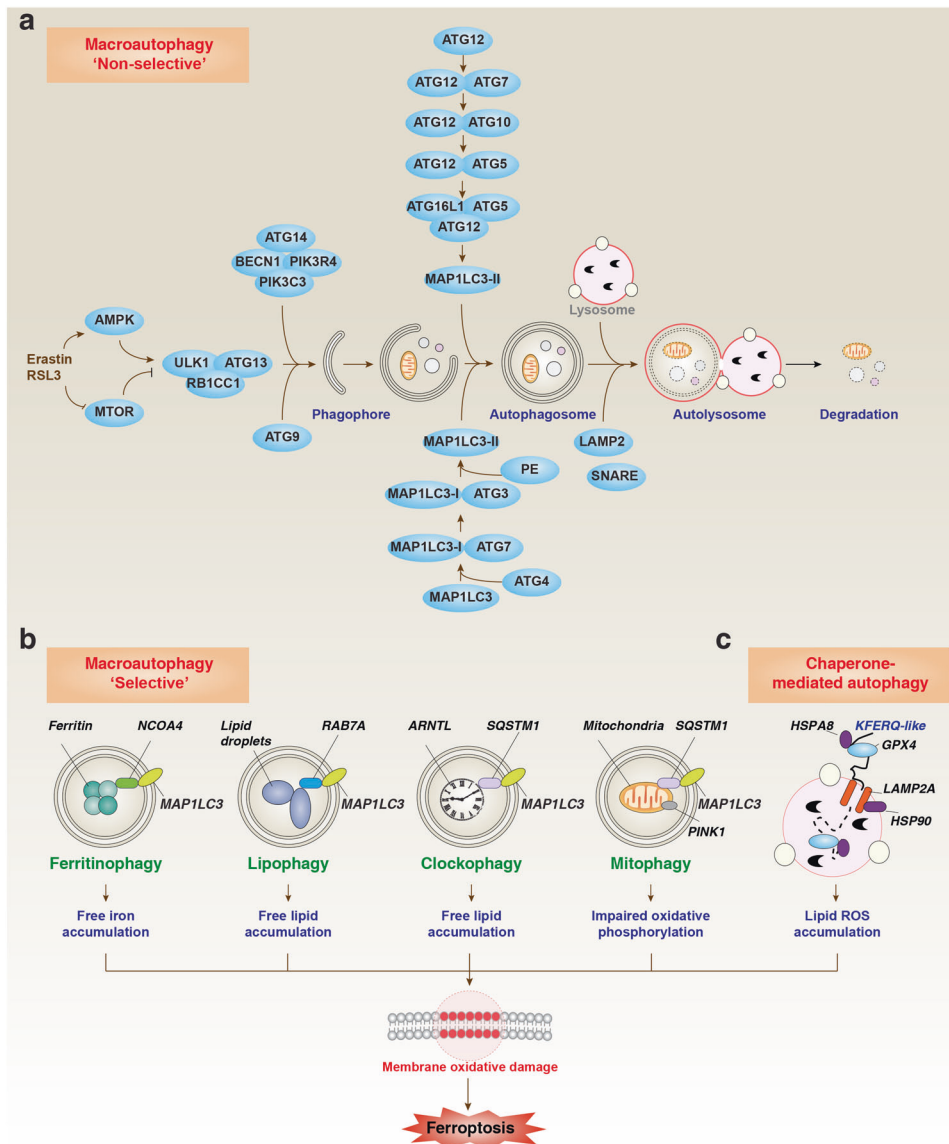 a
Macroautophagy
‘Non-selective’
ATG12
ATG12 ATG7
ATG12 ATG10
ATG12 ATG5
ATG16L1 ATG5
ATG12
MAP1LC3-II
ATG14
BECN1 PIK3R4
PIK3C3
Lysosome
AMPK
Erastin
RSL3
MTOR
ULK1 ATG13
RB1CC1
ATG9
Phagophore
Autophagosome
Autolysosome
Degradation
MAP1LC3-II
PE
MAP1LC3-I ATG3
MAP1LC3-I ATG7
ATG4
MAP1LC3
LAMP2
SNARE
b
Macroautophagy
‘Selective’
Ferritin
NCOA4
MAP1LC3
Ferritinophagy
Free iron
accumulation
Lipid
droplets
RAB7A
MAP1LC3
Lipophagy
Free lipid
accumulation
ARNTL
SQSTM1
MAP1LC3
Clockophagy
Free lipid
accumulation
Mitochondria
SQSTM1
MAP1LC3
PINK1
Mitophagy
Impaired oxidative
phosphorylation
c
Chaperone-
mediated autophagy
HSPA8
KFERQ-like
GPX4
LAMP2A
HSP90
Lipid ROS
accumulation
Membrane oxidative damage
Ferroptosis